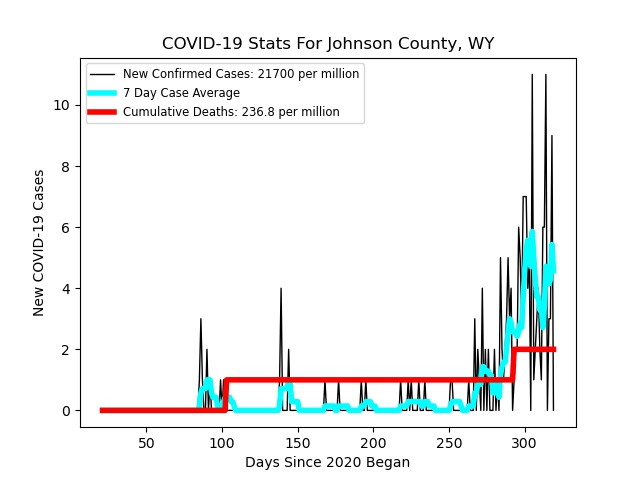 COVID-19 Stats For Johnson County, WY
New Confirmed Cases: 21700 per million
7 Day Case Average
Cumulative Deaths: 236.8 per million
New COVID-19 Cases
10
8
6
4
2
0
50 100 150 200 250 300
Days Since 2020 Began